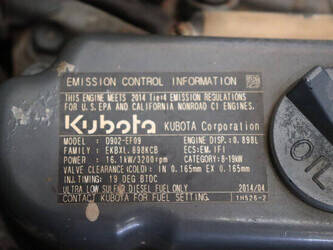 EMISSION CONTROL INFORMATION
THIS ENGINE MEETS 2014 Tier4 EMISSION REGULATIONS
FOR U.S.EPA AND CALIFORNIA NONROAD CI ENGINES.
Kubota KUBOTA Corporation
MODEL : D902-EF09 ENGINE DISP.: 0.898L
FAMILY : EKBXL.898KCB ECS:EM,IFI
POWER : 16.1kW/3200rpm CATEGORY:8-19kW
VALVE CLEARANCE(COLD): IN 0.165mm EX 0.165mm
INJ.TIMING: 19 DEG BTDC
ULTRA LOW SULFUR DIESEL FUEL ONLY 2014/04
CONTACT KUBOTA FOR FUEL SETTING.
OIL